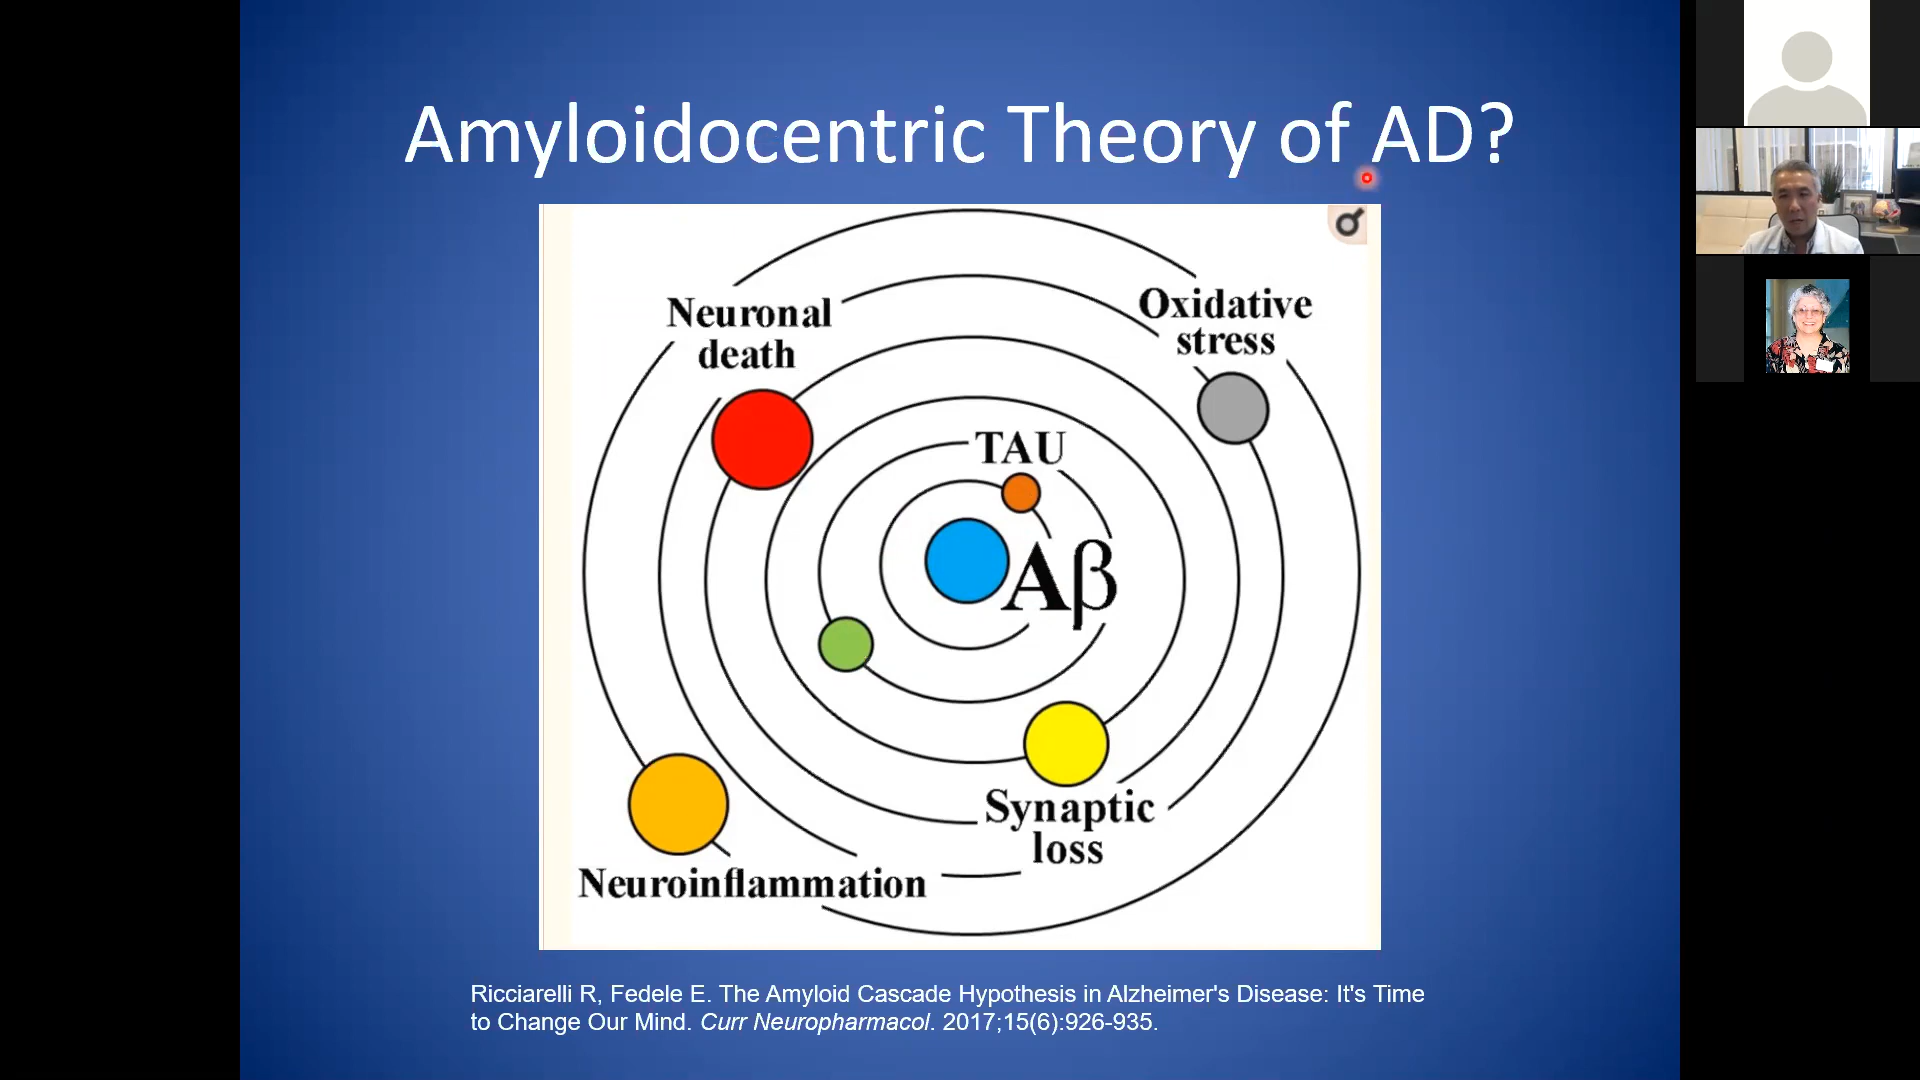 Amyloidocentric Theory of AD?
Neuronal
death
Oxidative
stress
TAU
Aβ
Synaptic
loss
Neuroinflammation
Ricciarelli R, Fedele E. The Amyloid Cascade Hypothesis in Alzheimer's Disease: It's Time
to Change Our Mind. Curr Neuropharmacol. 2017;15(6):926-935.